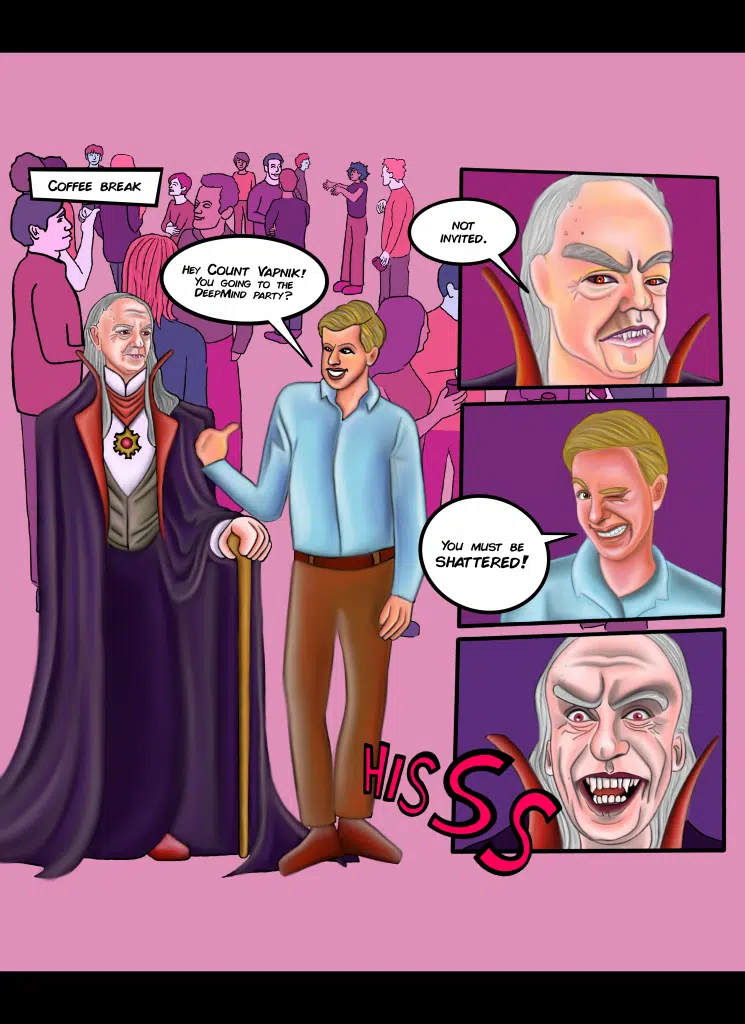 Coffee break
Hey Count Vapnik!
You going to the
DeepMind party?
not
invited.
You must be
shattered!
HISSS